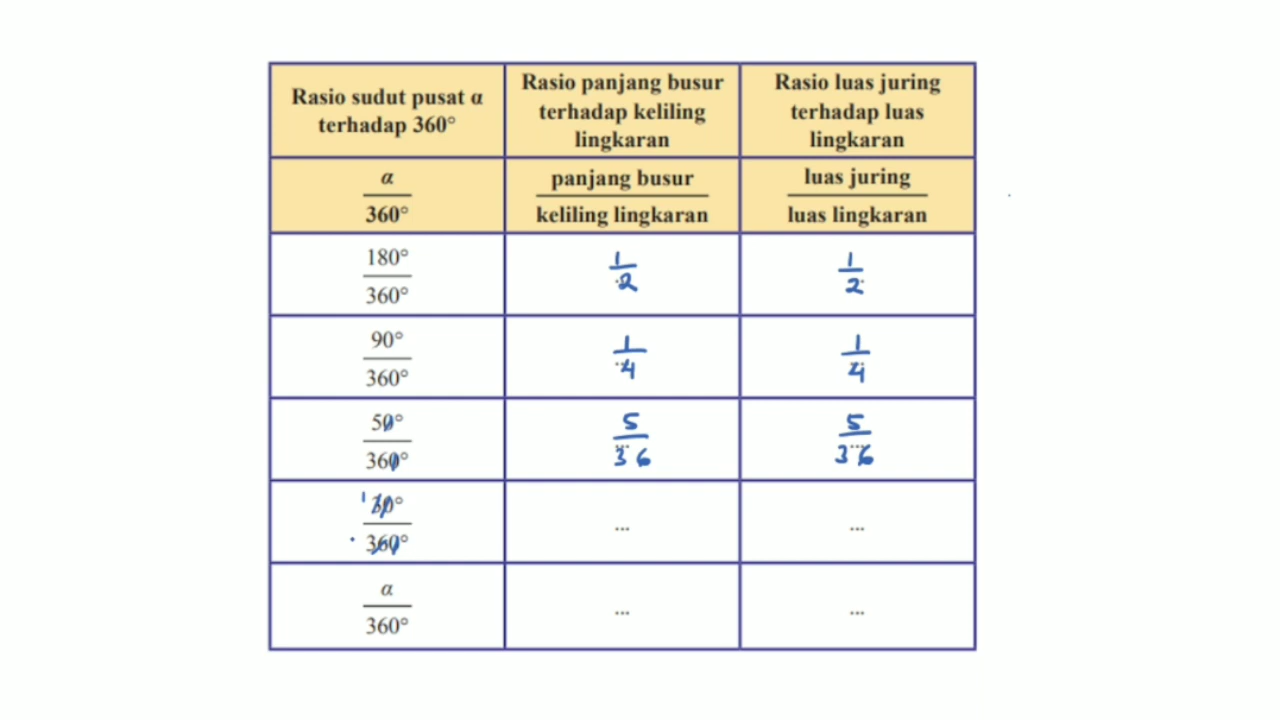 Rasio sudut pusat α
terhadap 360°
Rasio panjang busur
terhadap keliling
lingkaran
Rasio luas juring
terhadap luas
lingkaran
α
360°
panjang busur
keliling lingkaran
luas juring
luas lingkaran
180°
360°
1
2
1
2
90°
360°
1
4
1
4
50°
360°
5
36
5
36
1 30°
360°
...
...
α
360°
...
...